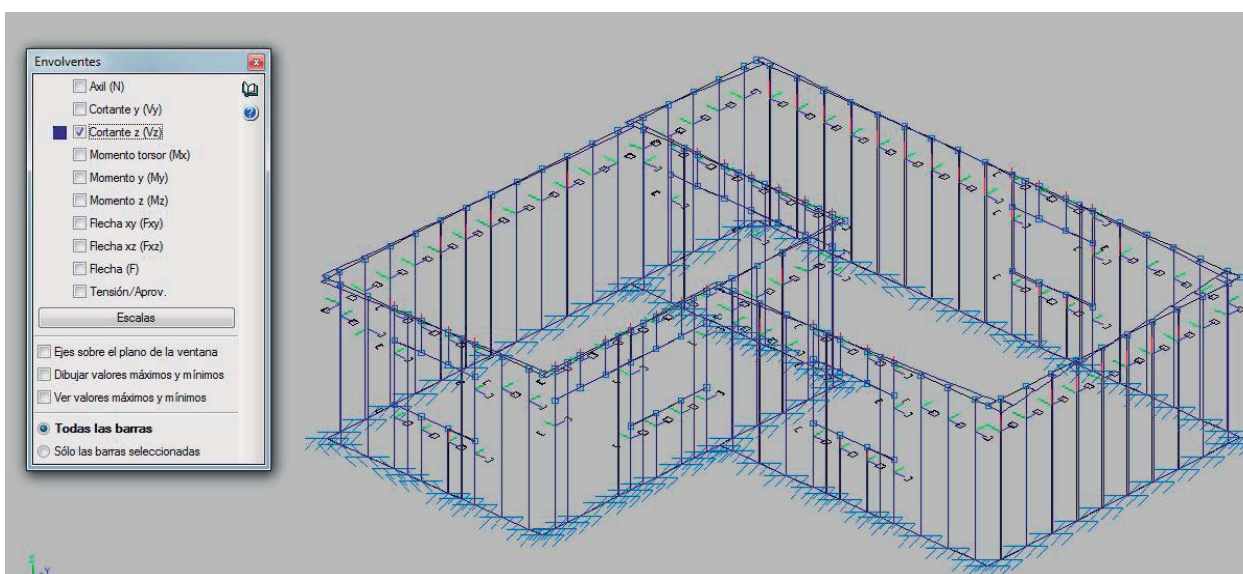 Envolventes
Axil (N)
Cortante y (Vy)
Cortante z (Vz)
Momento torsor (Mx)
Momento y (My)
Momento z (Mz)
Flecha xy (Fxy)
Flecha xz (Fxz)
Flecha (F)
Tensión/Aprov.
Escalas
Ejes sobre el plano de la ventana
Dibujar valores máximos y mínimos
Ver valores máximos y mínimos
Todas las barras
Sólo las barras seleccionadas
Z
Y